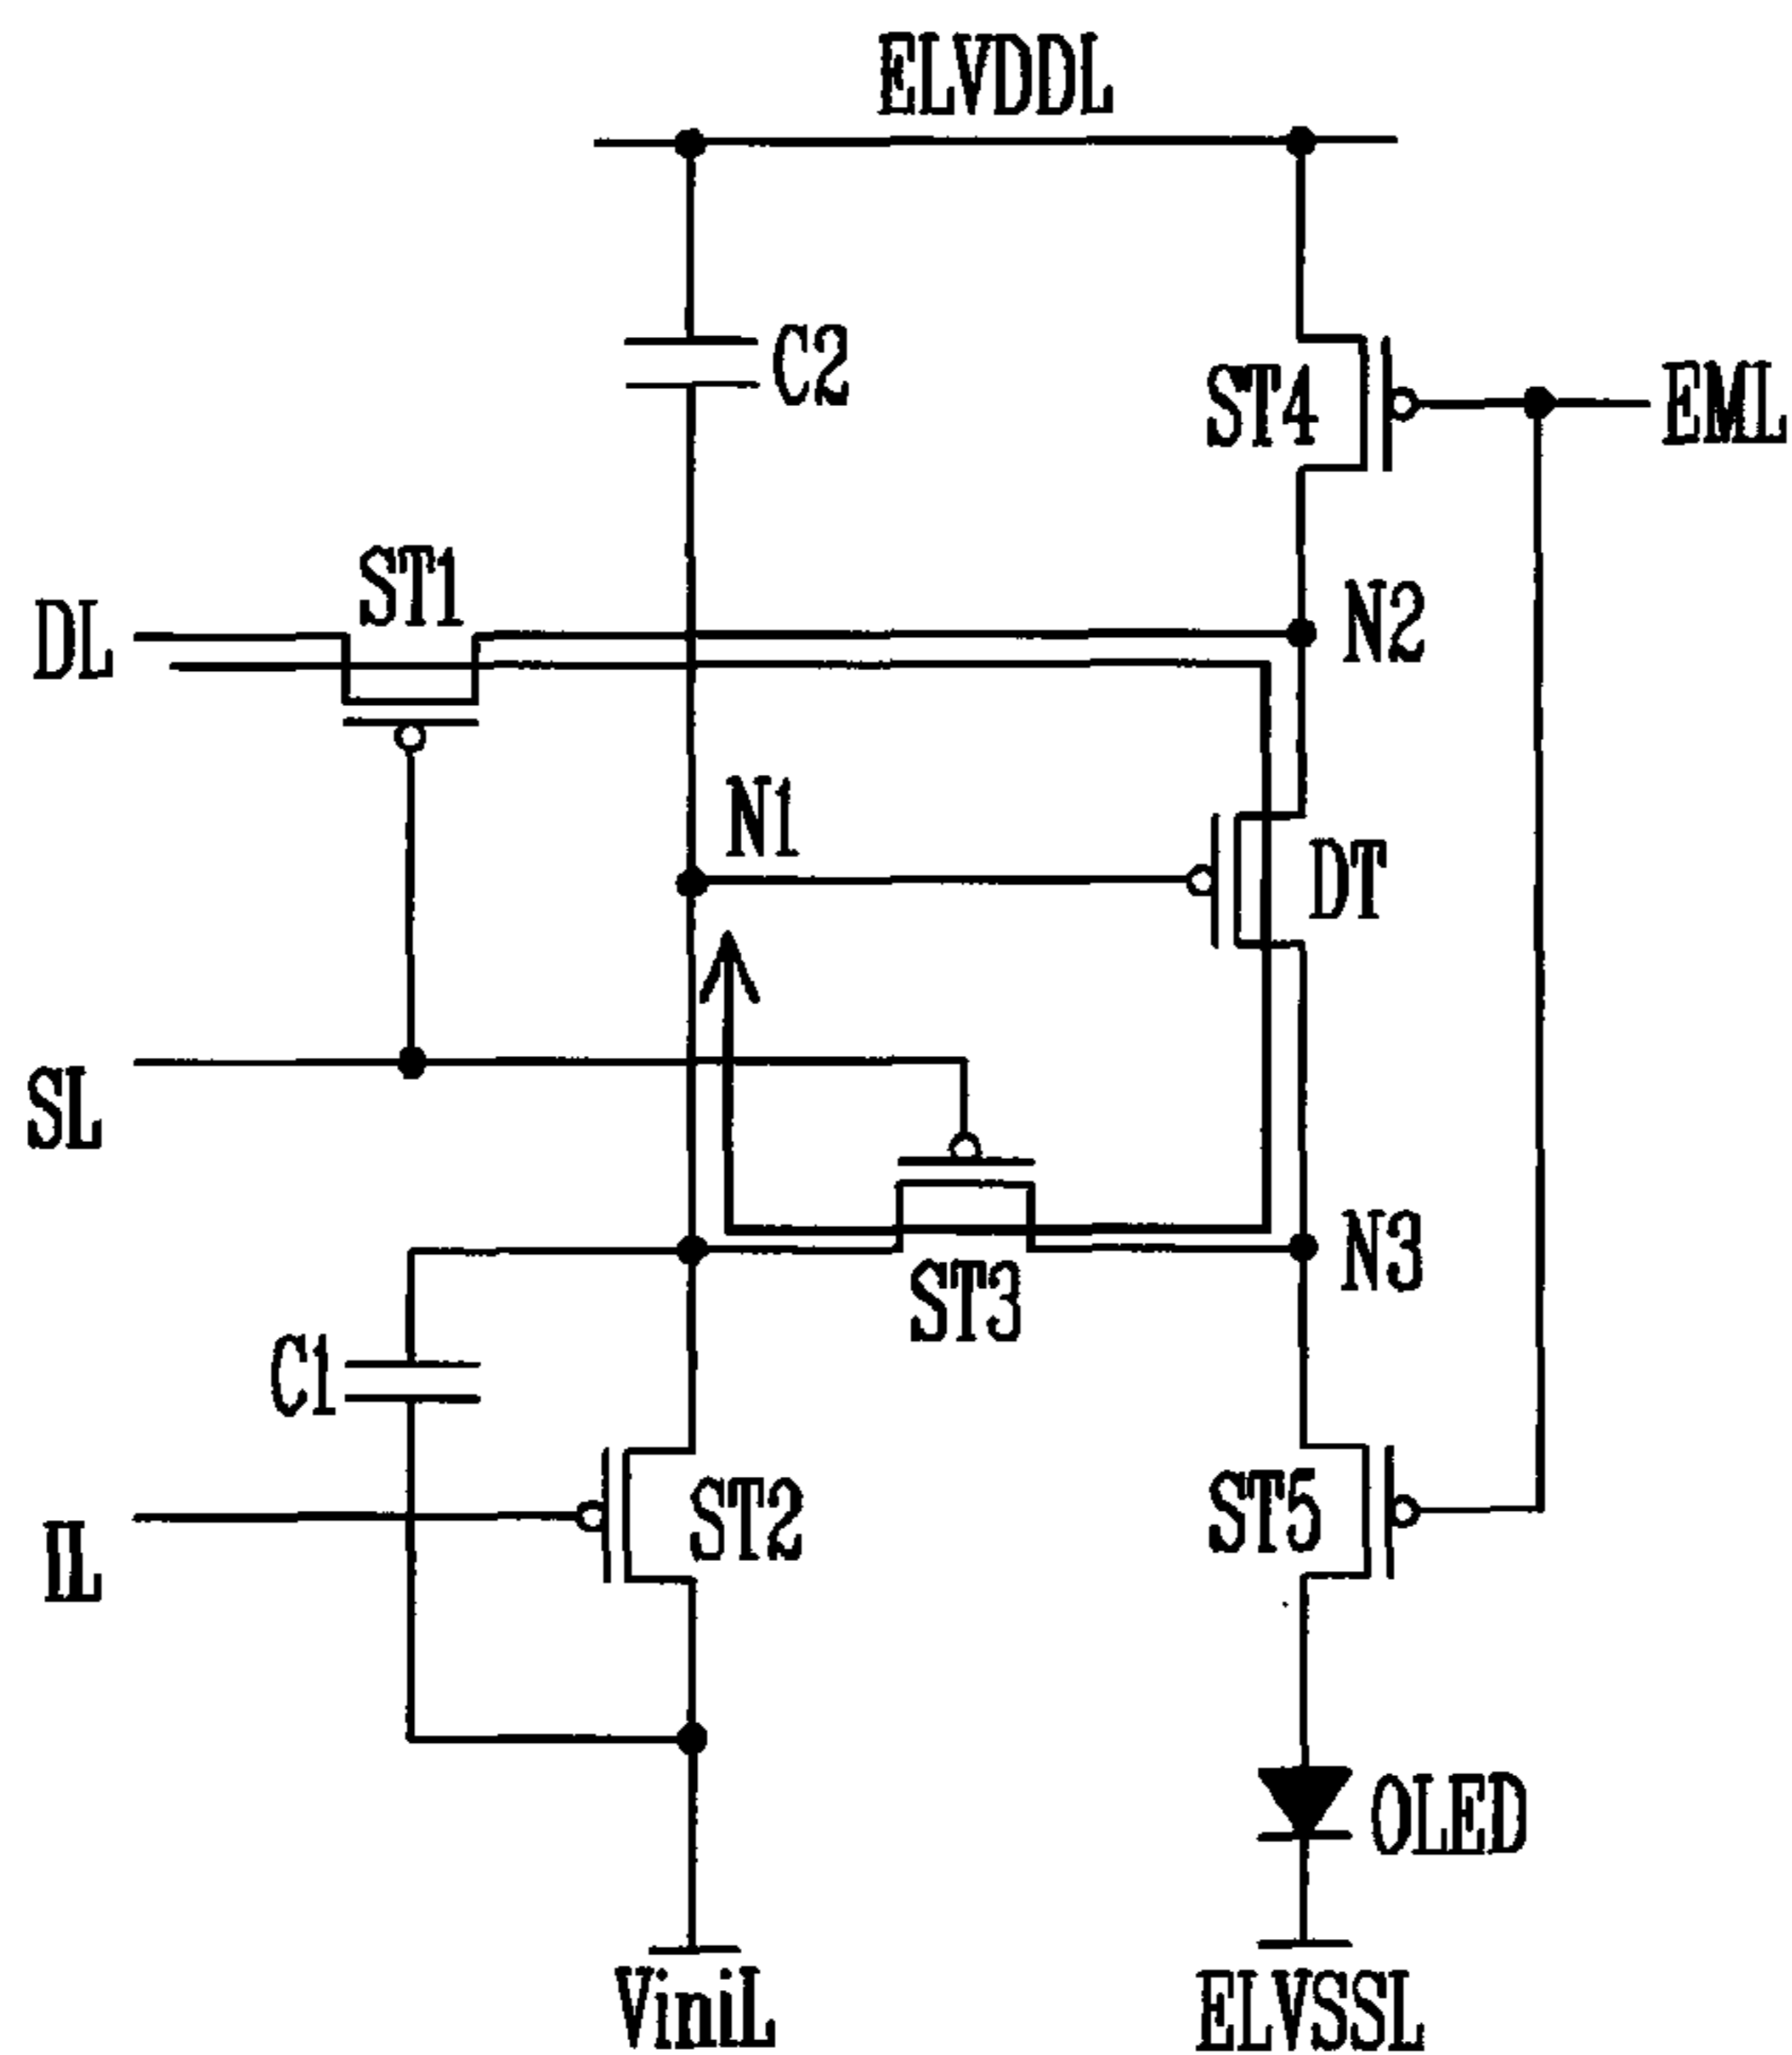 ELVDDL
C2
ST4
EML
ST1
DL
N2
N1
DT
SL
N3
ST3
C1
ST2
ST5
IL
OLED
ViniL
ELVSSL